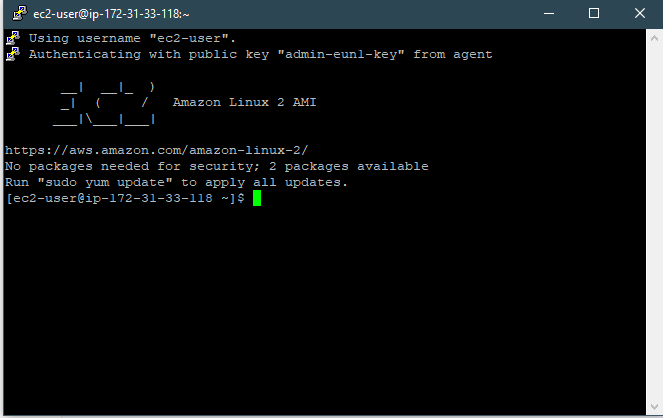 ec2-user@ip-172-31-33-118:~
Using username "ec2-user".
Authenticating with public key "admin-eun1-key" from agent
       __|  __|_  )
       _|  (     /   Amazon Linux 2 AMI
      ___|\___|___|
https://aws.amazon.com/amazon-linux-2/
No packages needed for security; 2 packages available
Run "sudo yum update" to apply all updates.
[ec2-user@ip-172-31-33-118 ~]$